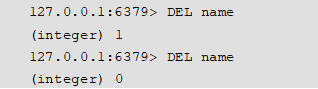 127.0.0.1:6379> DEL name
(integer) 1
127.0.0.1:6379> DEL name
(integer) 0